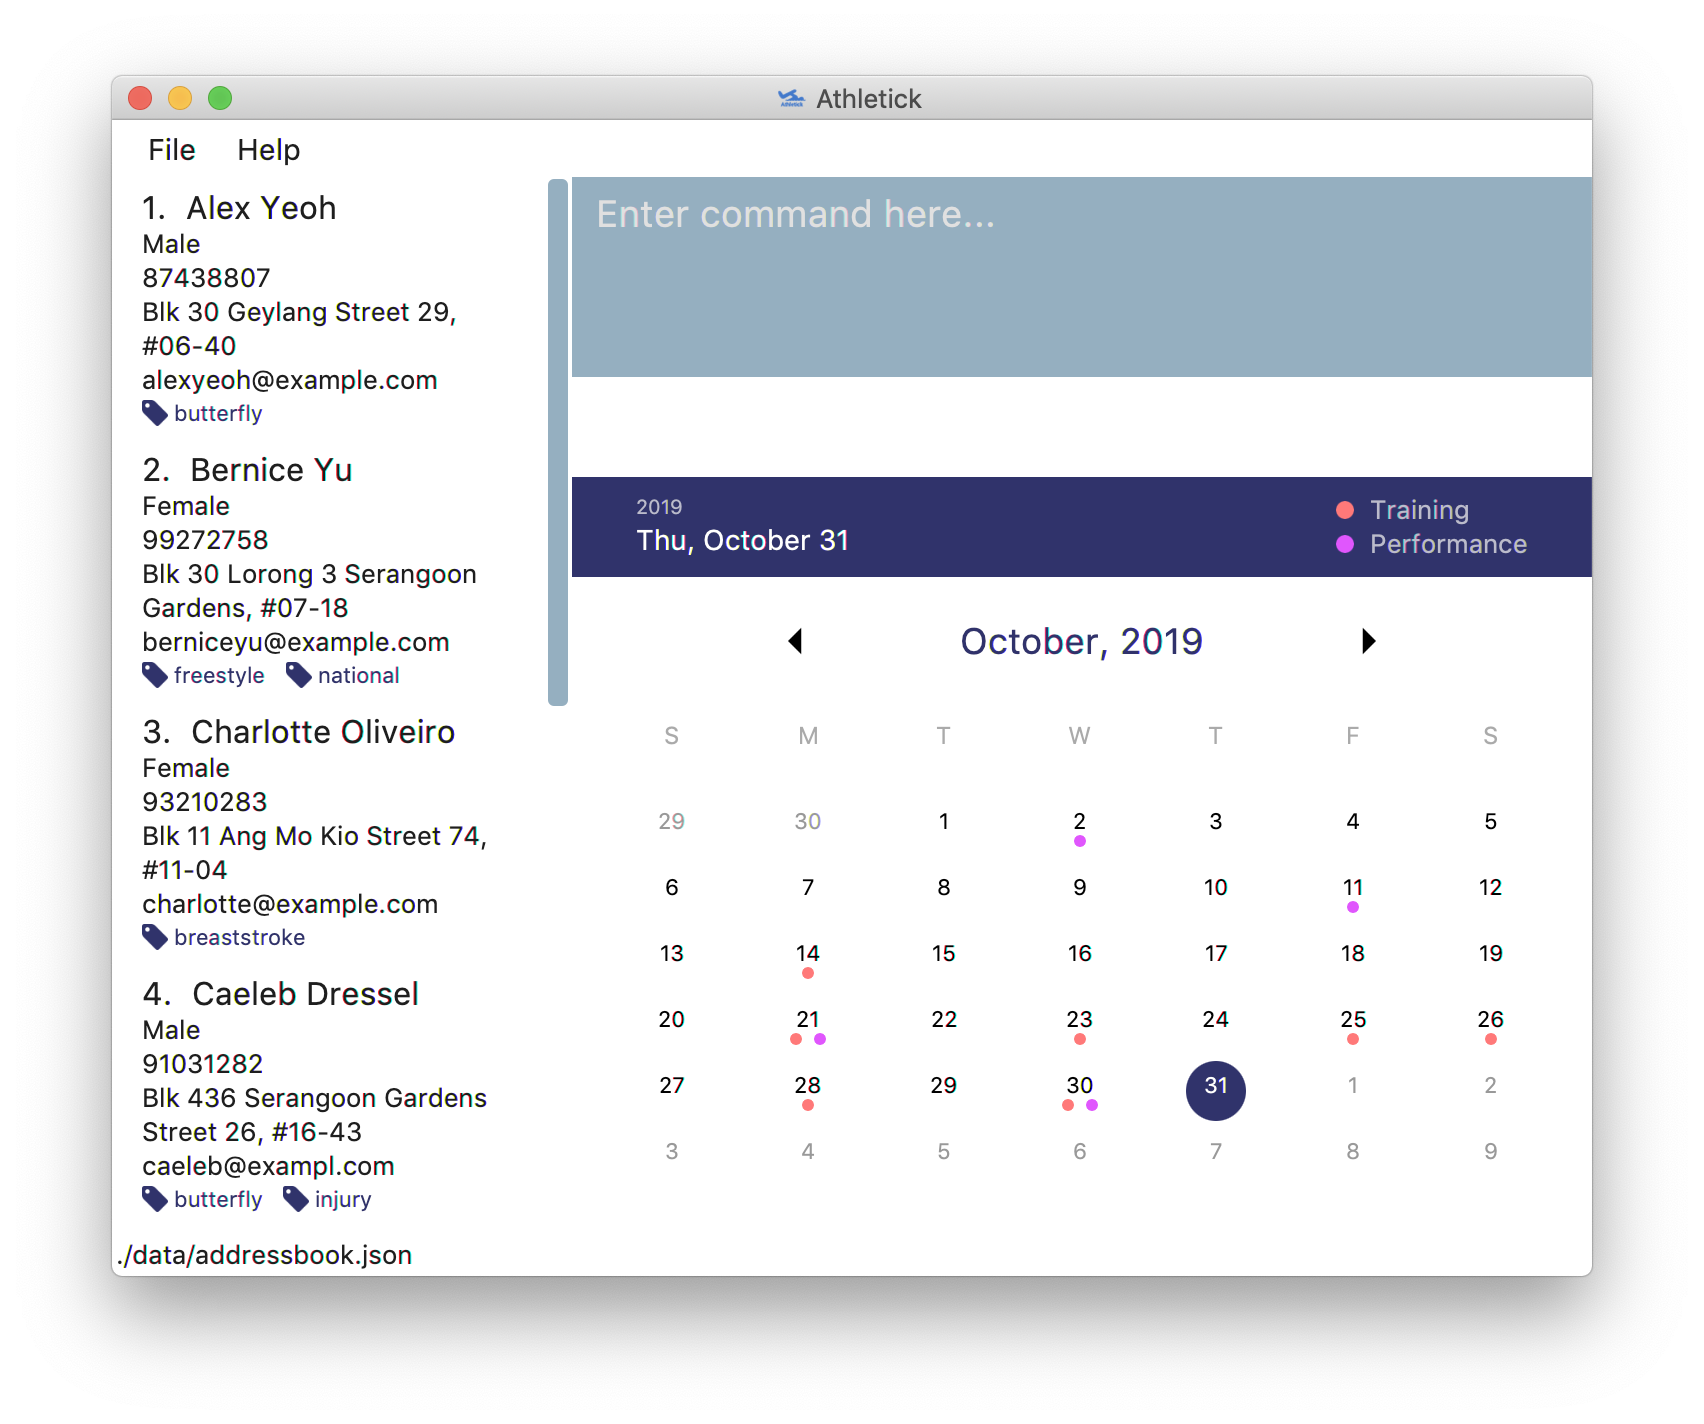 Athletick
File Help
1. Alex Yeoh
Male
87438807
Blk 30 Geylang Street 29,
#06-40
alexyeoh@example.com
butterfly
2. Bernice Yu
Female
99272758
Blk 30 Lorong 3 Serangoon
Gardens, #07-18
berniceyu@example.com
freestyle national
3. Charlotte Oliveiro
Female
93210283
Blk 11 Ang Mo Kio Street 74,
#11-04
charlotte@example.com
breaststroke
4. Caeleb Dressel
Male
91031282
Blk 436 Serangoon Gardens
Street 26, #16-43
caeleb@exampl.com
butterfly injury
./data/addressbook.json
Enter command here...
2019
Thu, October 31
Training
Performance
October, 2019
S M T W T F S
29 30 1 2 3 4 5
6 7 8 9 10 11 12
13 14 15 16 17 18 19
20 21 22 23 24 25 26
27 28 29 30 31 1 2
3 4 5 6 7 8 9